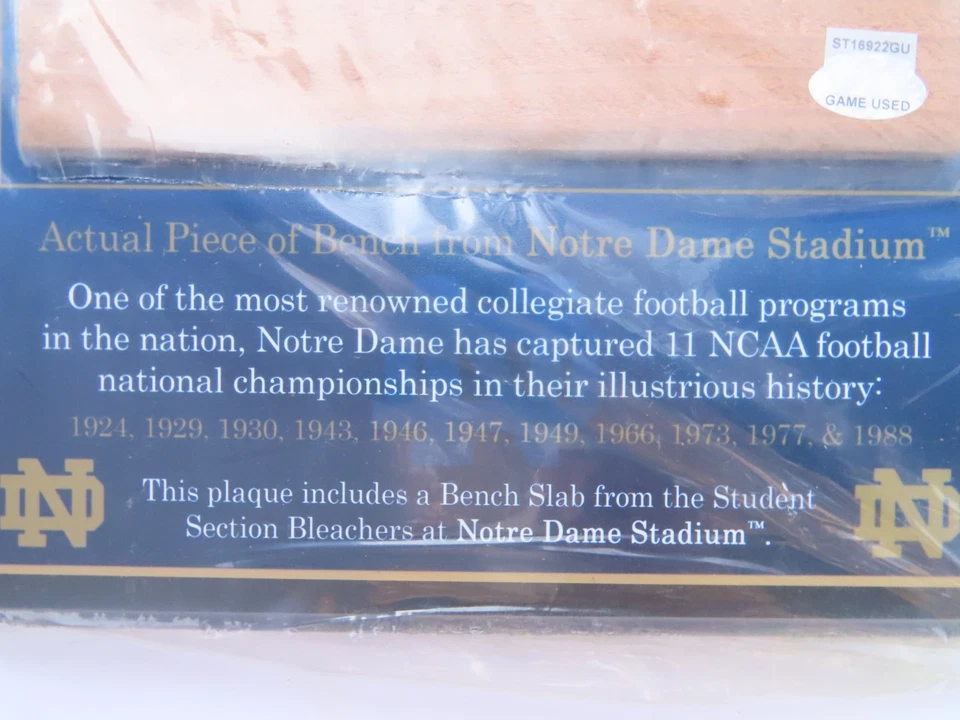 ST16922GU
GAME USED
Actual Piece of Bench from Notre Dame Stadium™
One of the most renowned collegiate football programs
in the nation, Notre Dame has captured 11 NCAA football
national championships in their illustrious history:
1924, 1929, 1930, 1943, 1946, 1947, 1949, 1966, 1973, 1977, & 1988
ND
ND
This plaque includes a Bench Slab from the Student
Section Bleachers at Notre Dame Stadium™.